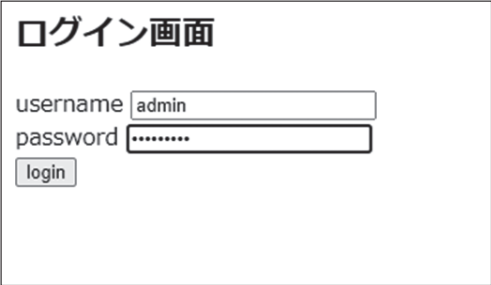 ログイン画面
username admin
password •••••••••
login